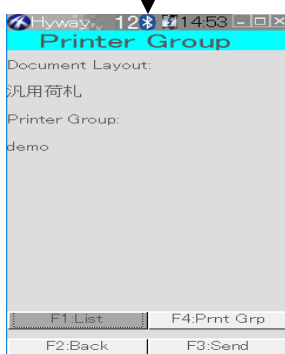 Hyway 12 14:53
Printer Group
Document Layout:
汎用荷札
Printer Group:
demo
F1:List F4:Prnt Grp
F2:Back F3:Send